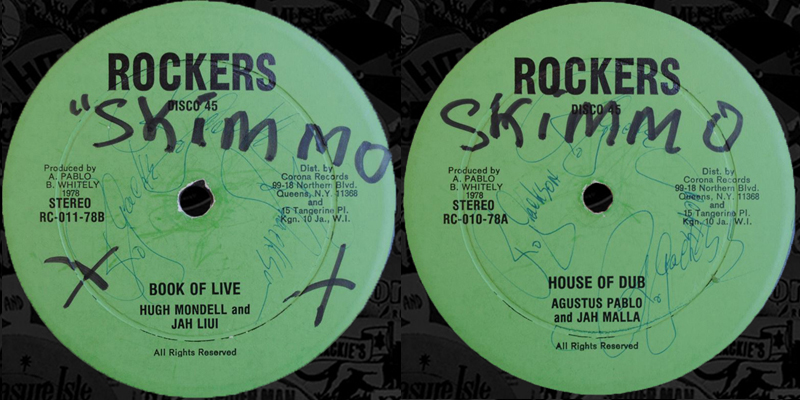 ROCKERS
DISCO 45
"SKIMMO
Produced by
A. PABLO
B. WHITELY
1978
STEREO
RC-011-78B
Dist. by
Corona Records
99-18 Northern Blvd.
Queens, N.Y. 11368
and
15 Tangerine Pl.
Kgn. 10 Ja., W.I.
X
X
BOOK OF LIVE
HUGH MONDELL and
JAH LIUI
All Rights Reserved
ROCKERS
DISCO 45
SKIMMO
Produced by
A. PABLO
B. WHITELY
1978
STEREO
RC-010-78A
Dist. by
Corona Records
99-18 Northern Blvd.
Queens, N.Y. 11368
and
15 Tangerine Pl.
Kgn. 10 Ja., W.I.
Jo Jackson
HOUSE OF DUB
AGUSTUS PABLO
and JAH MALLA
All Rights Reserved